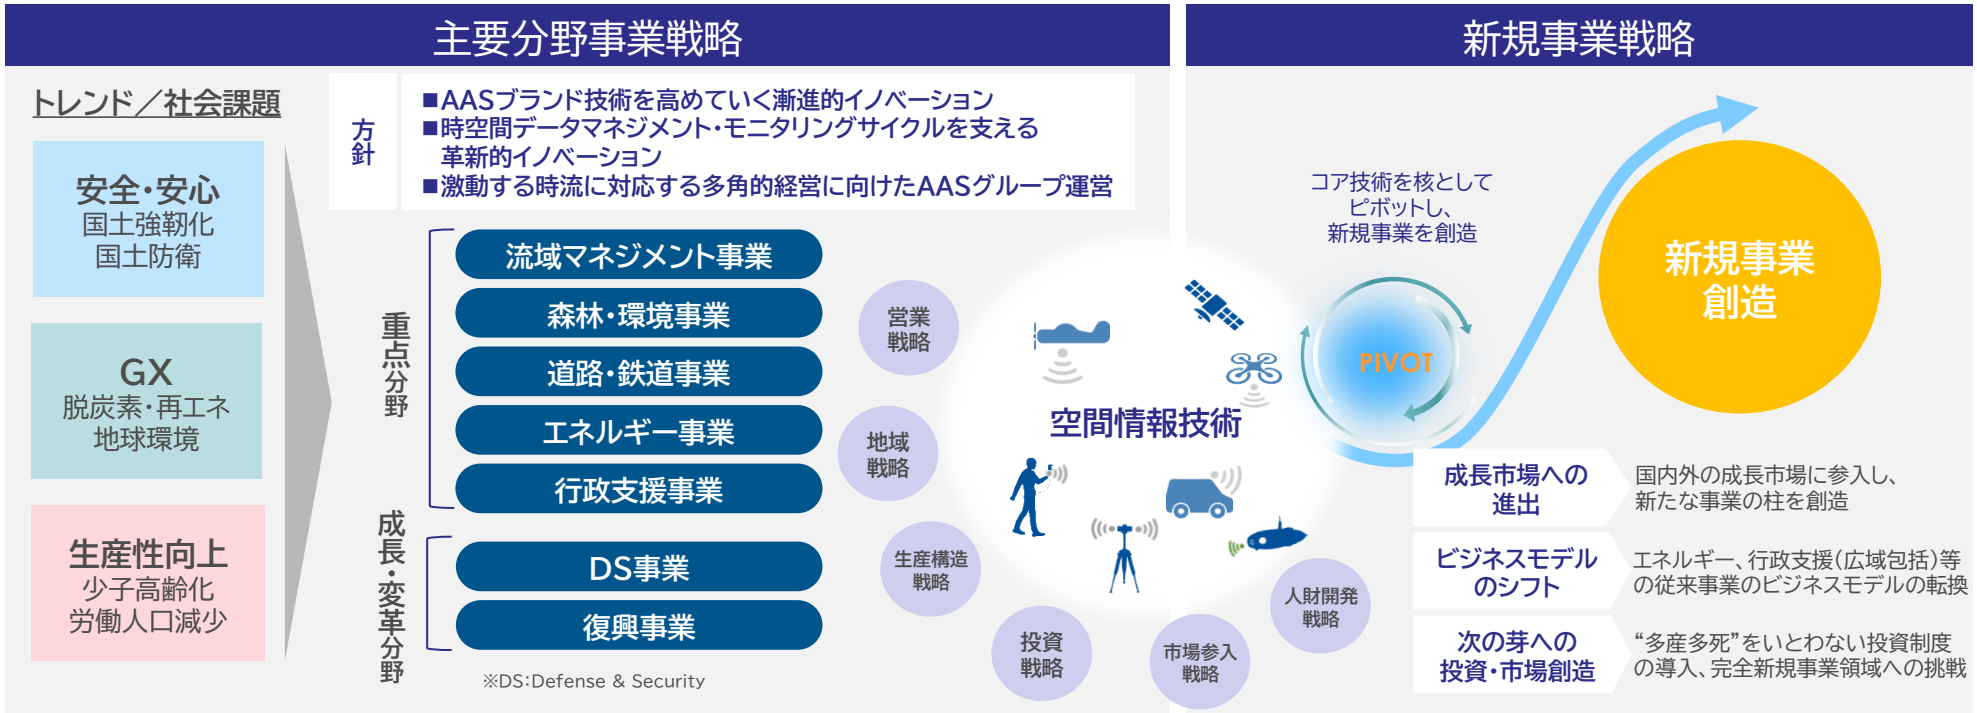 主要分野事業戦略
トレンド／社会課題
安全・安心
国土強靭化
国土防衛
GX
脱炭素・再エネ
地球環境
生産性向上
少子高齢化
労働人口減少
方針
■AASブランド技術を高めていく漸進的イノベーション
■時空間データマネジメント・モニタリングサイクルを支える
革新的イノベーション
■激動する時流に対応する多角的経営に向けたAASグループ運営
重点分野
流域マネジメント事業
森林・環境事業
道路・鉄道事業
エネルギー事業
行政支援事業
成長・変革分野
DS事業
復興事業
※DS：Defense & Security
営業
戦略
地域
戦略
生産構造
戦略
投資
戦略
市場参入
戦略
人財開発
戦略
空間情報技術
新規事業戦略
コア技術を核として
ピボットし、
新規事業を創造
PIVOT
新規事業
創造
成長市場への
進出
国内外の成長市場に参入し、
新たな事業の柱を創造
ビジネスモデル
のシフト
エネルギー、行政支援（広域包括）等
の従来事業のビジネスモデルの転換
次の芽への
投資・市場創造
“多産多死”をいとわない投資制度
の導入、完全新規事業領域への挑戦